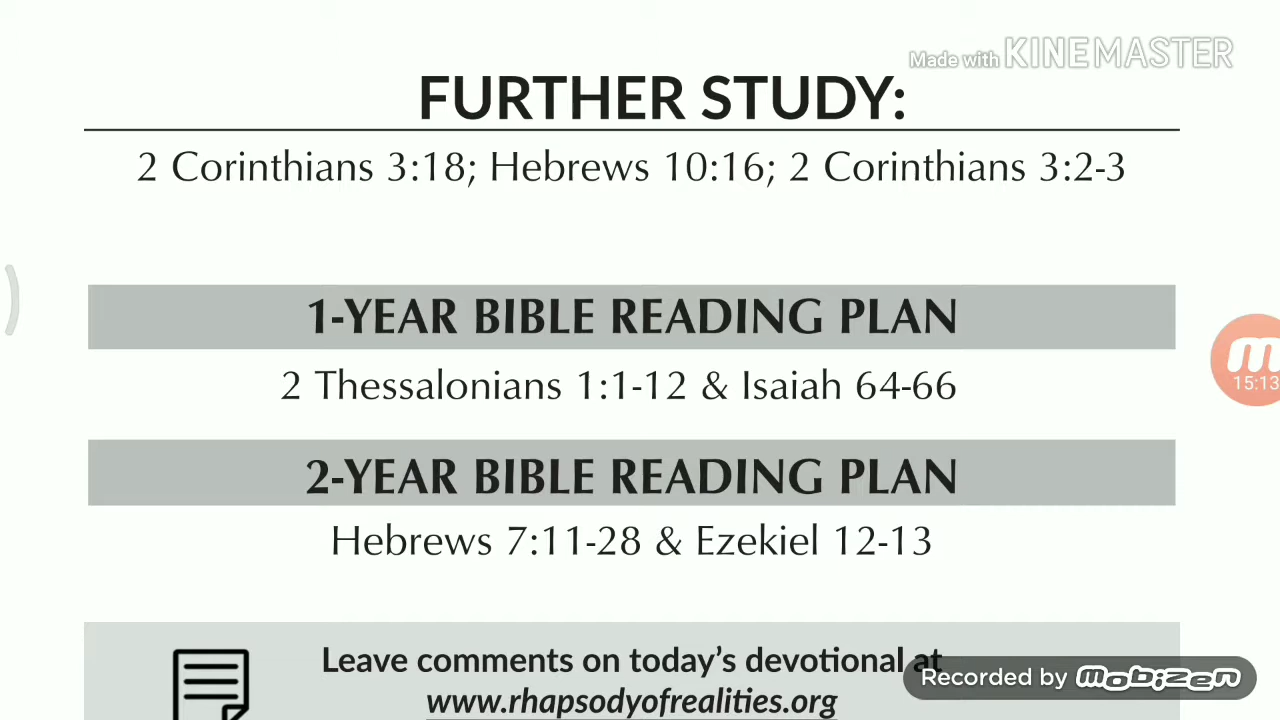 Made with KINEMASTER
FURTHER STUDY:
2 Corinthians 3:18; Hebrews 10:16; 2 Corinthians 3:2-3
1-YEAR BIBLE READING PLAN
2 Thessalonians 1:1-12 & Isaiah 64-66
15:13
2-YEAR BIBLE READING PLAN
Hebrews 7:11-28 & Ezekiel 12-13
Leave comments on today’s devotional at
www.rhapsodyofrealities.org
Recorded by mobizen